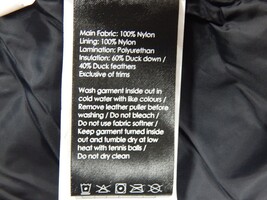 Main Fabric: 100% Nylon
Lining: 100% Nylon
Lamination: Polyurethan
Insulation: 60% Duck down /
40% Duck feathers
Exclusive of trims
Wash garment inside out in
cold water with like colours /
Remove leather puller before
washing / Do not bleach /
Do not use fabric softner /
Keep garment turned inside
out and tumble dry at low
heat with tennis balls /
Do not dry clean